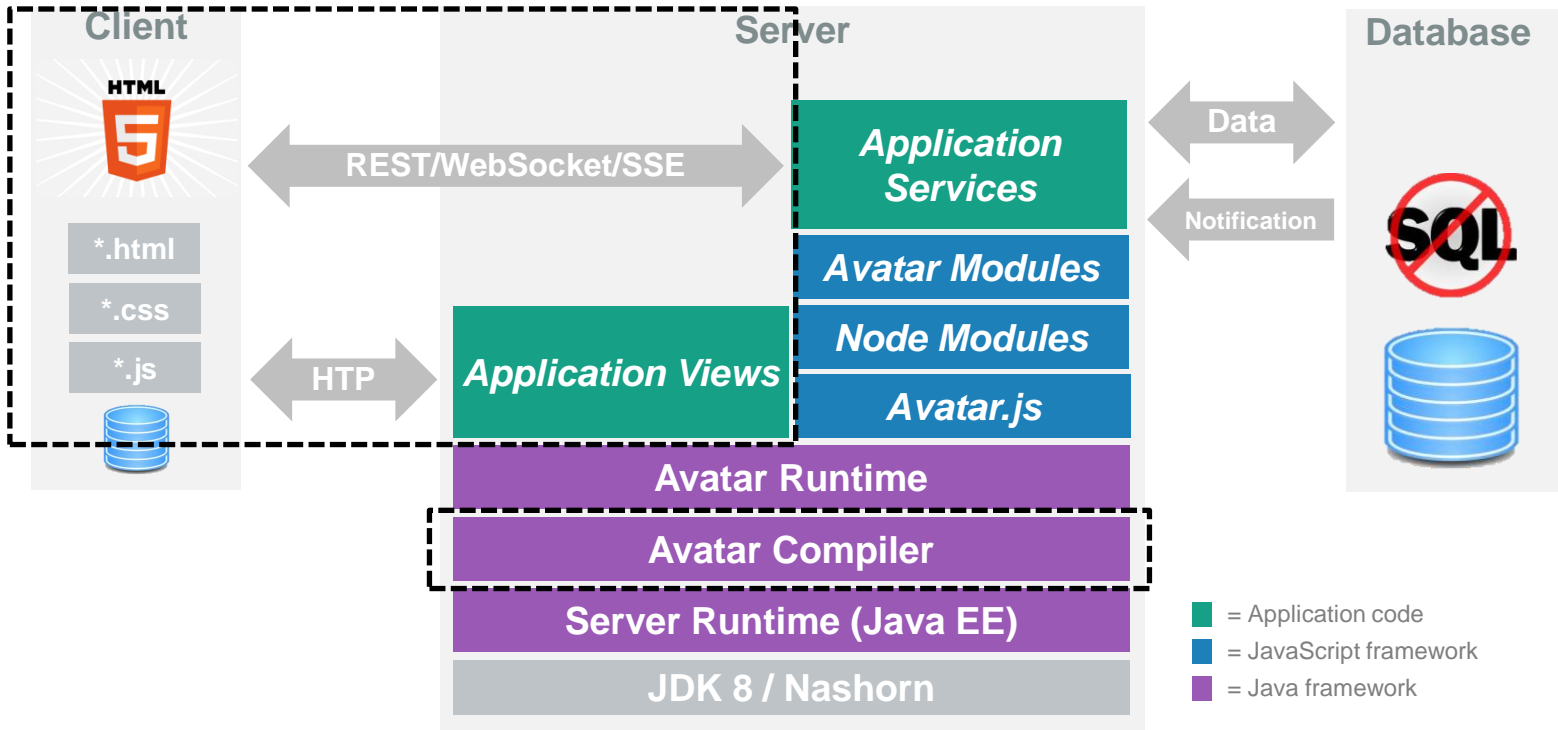 Client
Server
Database
HTML
5
*.html
*.css
*.js
REST/WebSocket/SSE
HTP
Application
Services
Avatar Modules
Node Modules
Avatar.js
Application Views
Avatar Runtime
Avatar Compiler
Server Runtime (Java EE)
JDK 8 / Nashorn
Data
Notification
SQL
= Application code
= JavaScript framework
= Java framework